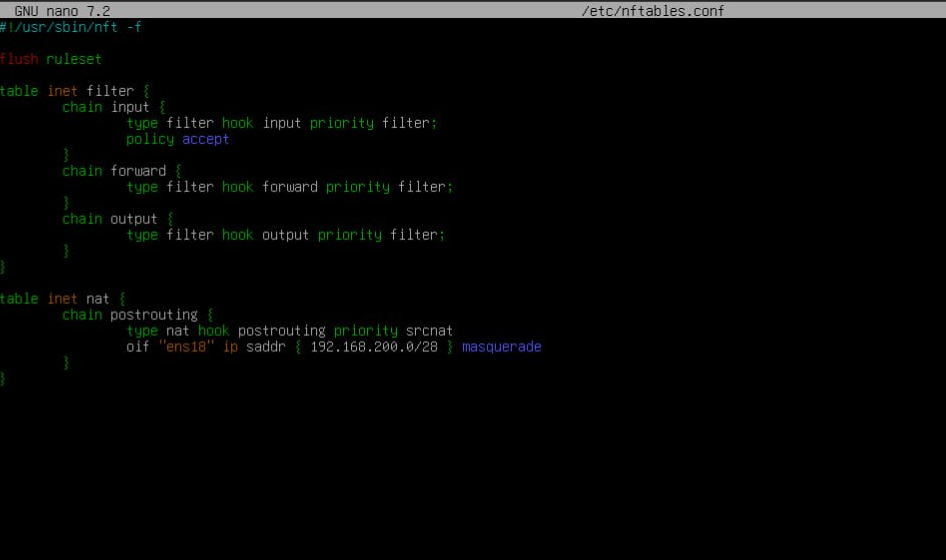 GNU nano 7.2 /etc/nftables.conf
#!/usr/sbin/nft -f
flush ruleset
table inet filter {
chain input {
type filter hook input priority filter;
policy accept
}
chain forward {
type filter hook forward priority filter;
}
chain output {
type filter hook output priority filter;
}
}
table inet nat {
chain postrouting {
type nat hook postrouting priority srcnat
oif "ens18" ip saddr { 192.168.200.0/28 } masquerade
}
}